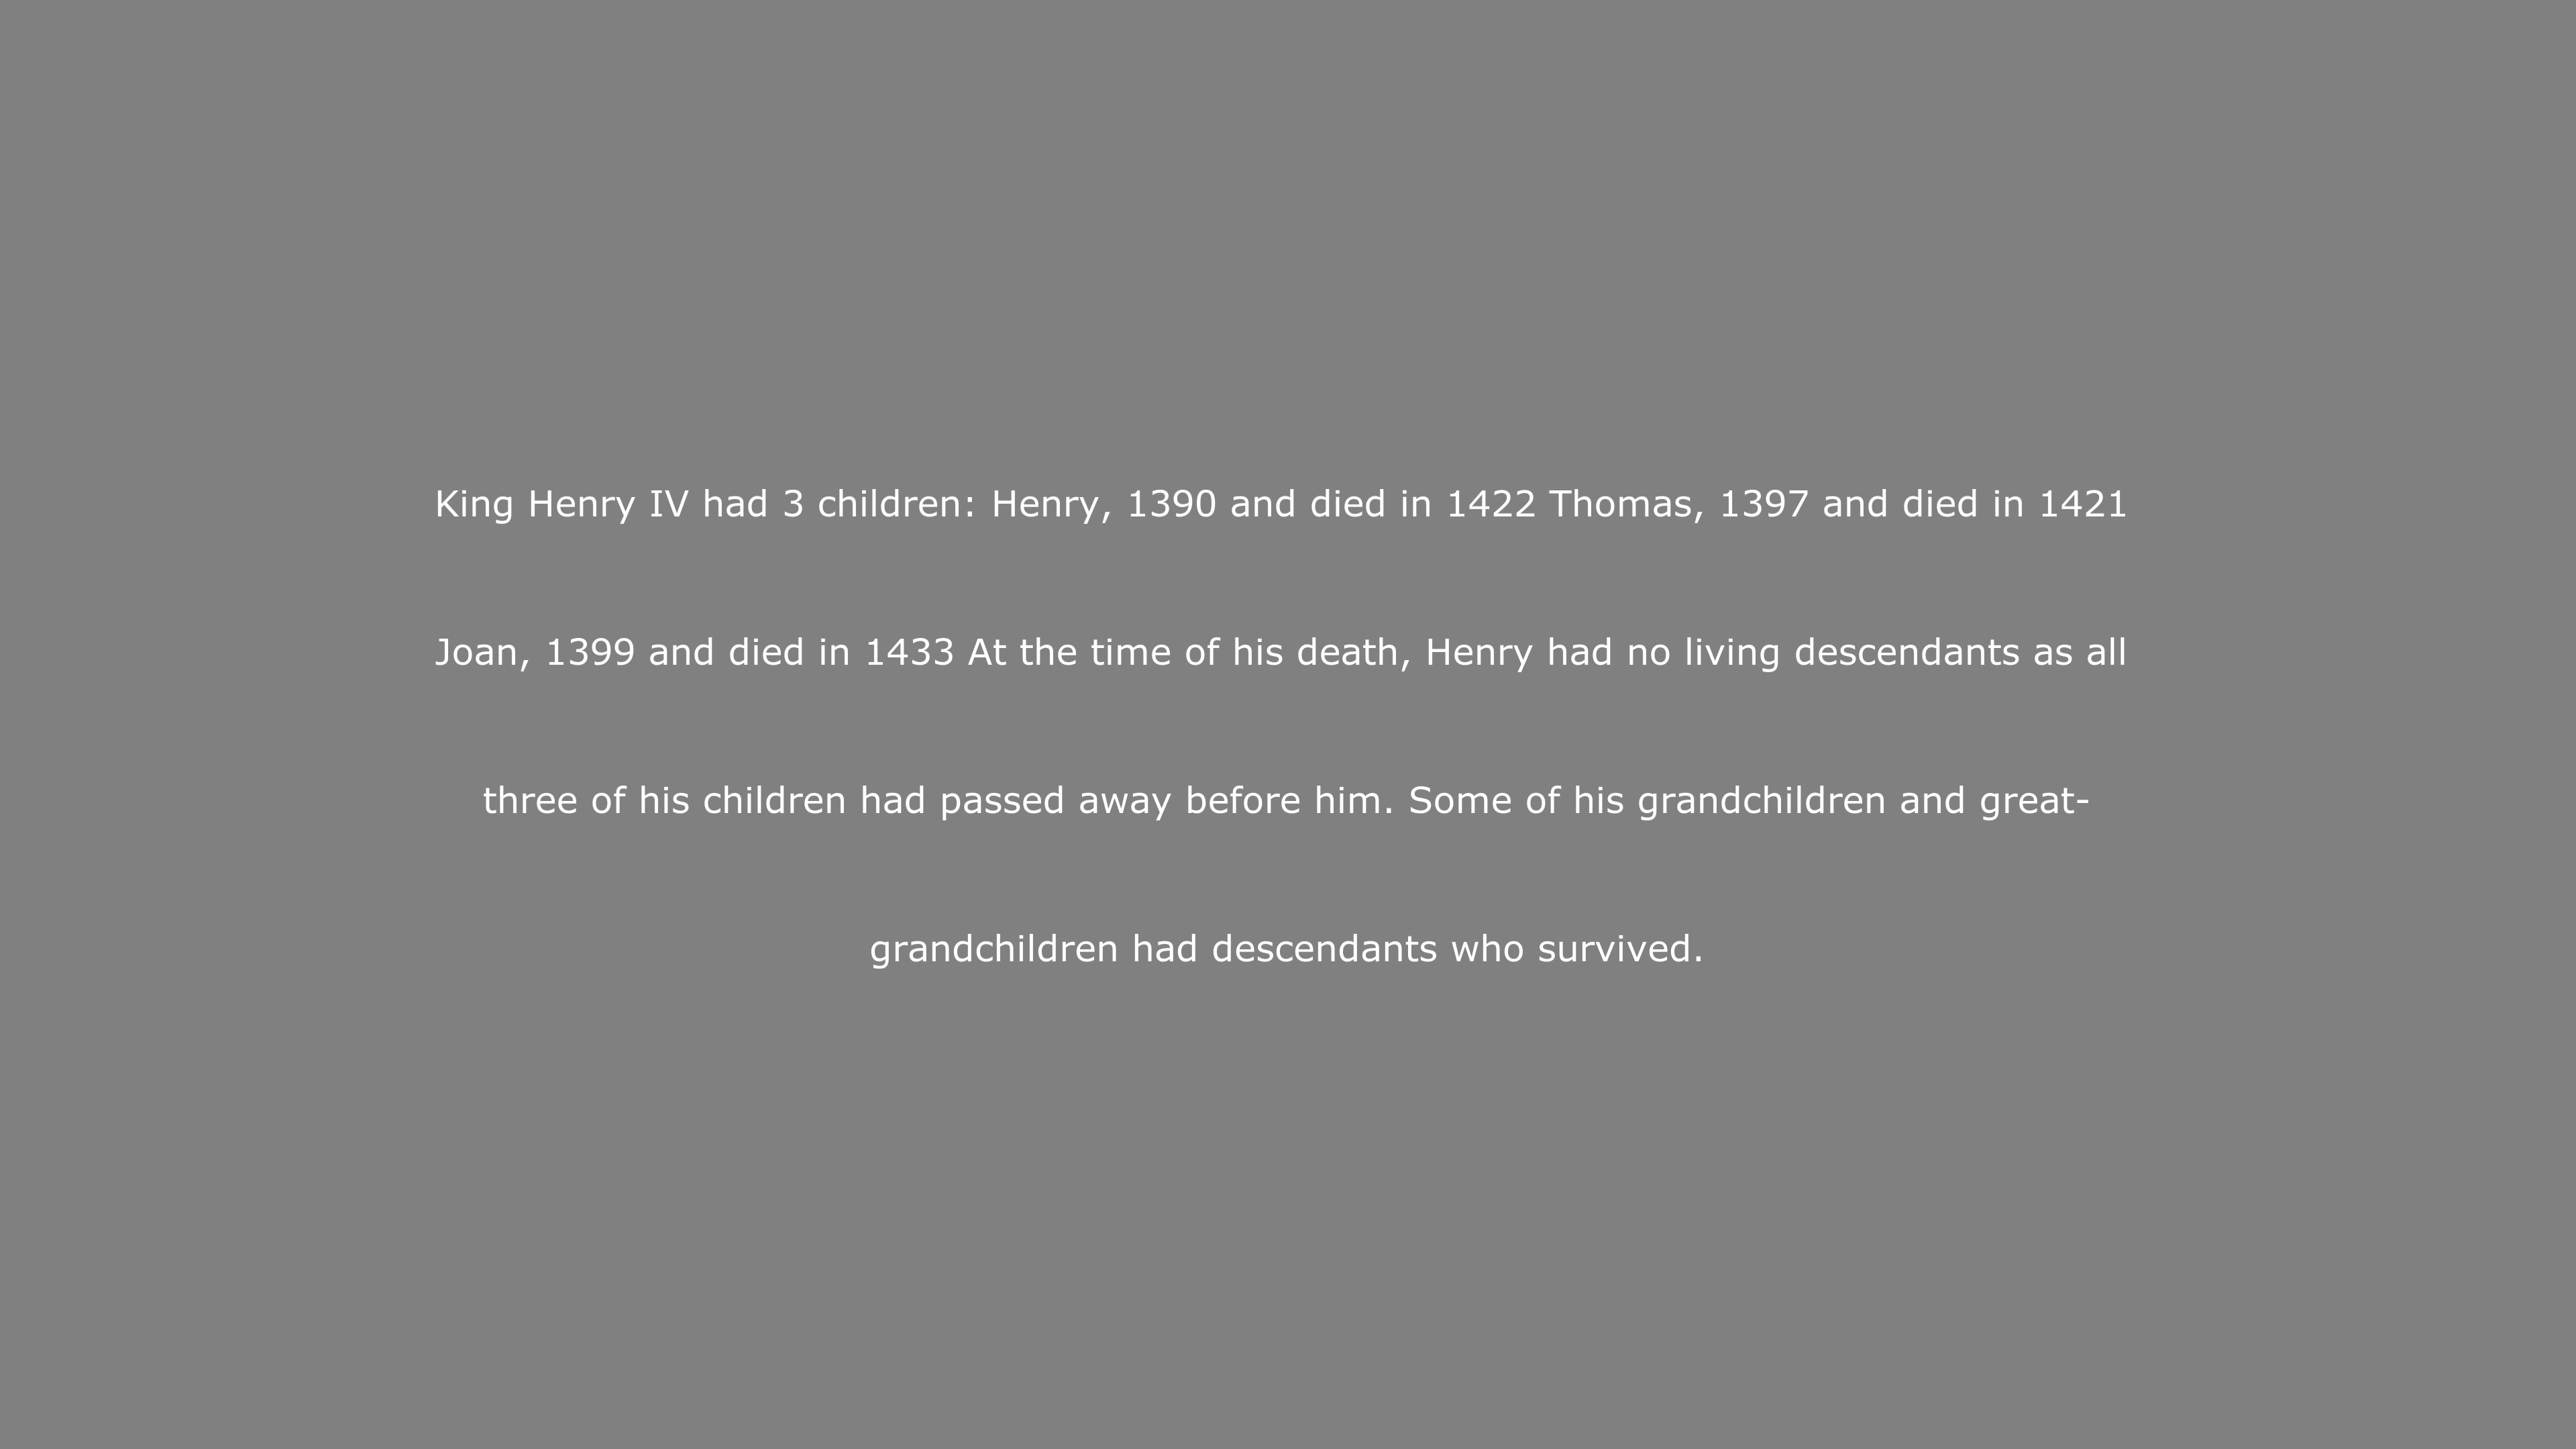 King Henry IV had 3 children: Henry, 1390 and died in 1422 Thomas, 1397 and died in 1421
Joan, 1399 and died in 1433 At the time of his death, Henry had no living descendants as all
three of his children had passed away before him. Some of his grandchildren and great-
grandchildren had descendants who survived.